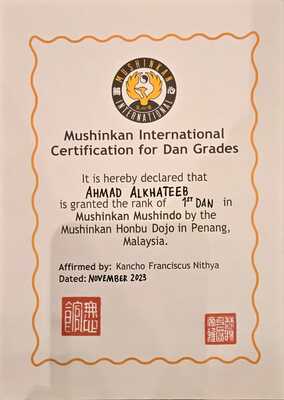 MUSHINKAN
INTERNATIONAL
Mushinkan International
Certification for Dan Grades
It is hereby declared that
AHMAD ALKHATEEB
is granted the rank of 1ST DAN in
Mushinkan Mushindo by the
Mushinkan Honbu Dojo in Penang,
Malaysia.
Affirmed by: Kancho Franciscus Nithya
Dated: NOVEMBER 2023